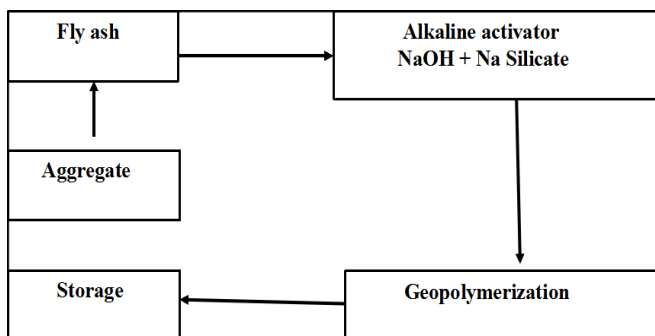 Fly ash
Alkaline activator
NaOH + Na Silicate
Aggregate
Storage
Geopolymerization